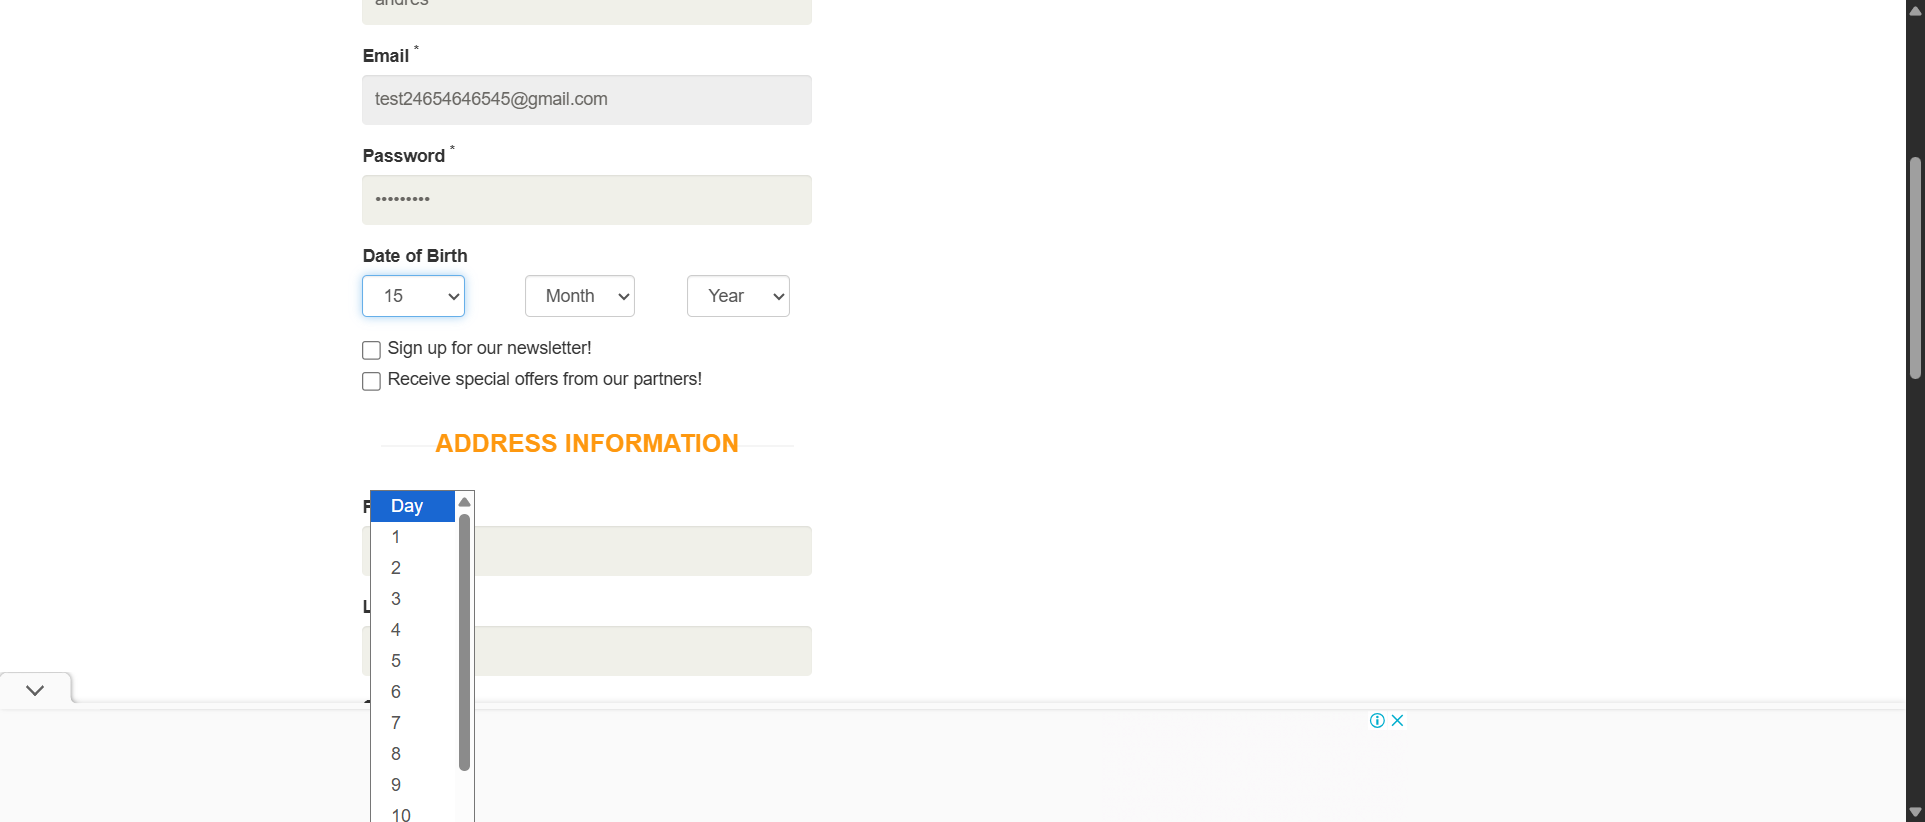 Email *
test24654646545@gmail.com
Password *
•••••••••
Date of Birth
15 Month Year
Sign up for our newsletter!
Receive special offers from our partners!
ADDRESS INFORMATION
Day
1
2
3
4
5
6
7
8
9
10